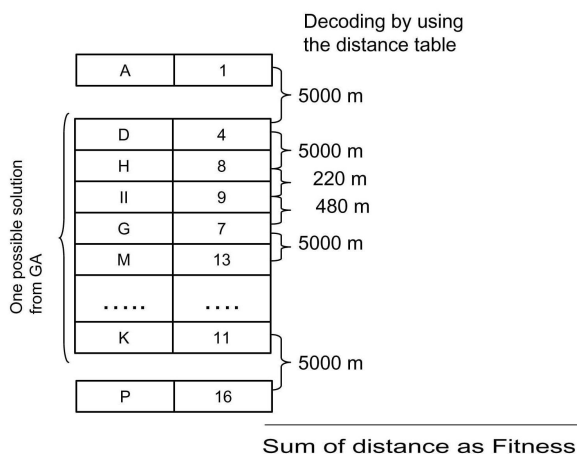 Decoding by using
the distance table
A 1
5000 m
D 4
5000 m
H 8
220 m
II 9
480 m
G 7
5000 m
M 13
..... ....
K 11
5000 m
P 16
One possible solution
from GA
Sum of distance as Fitness